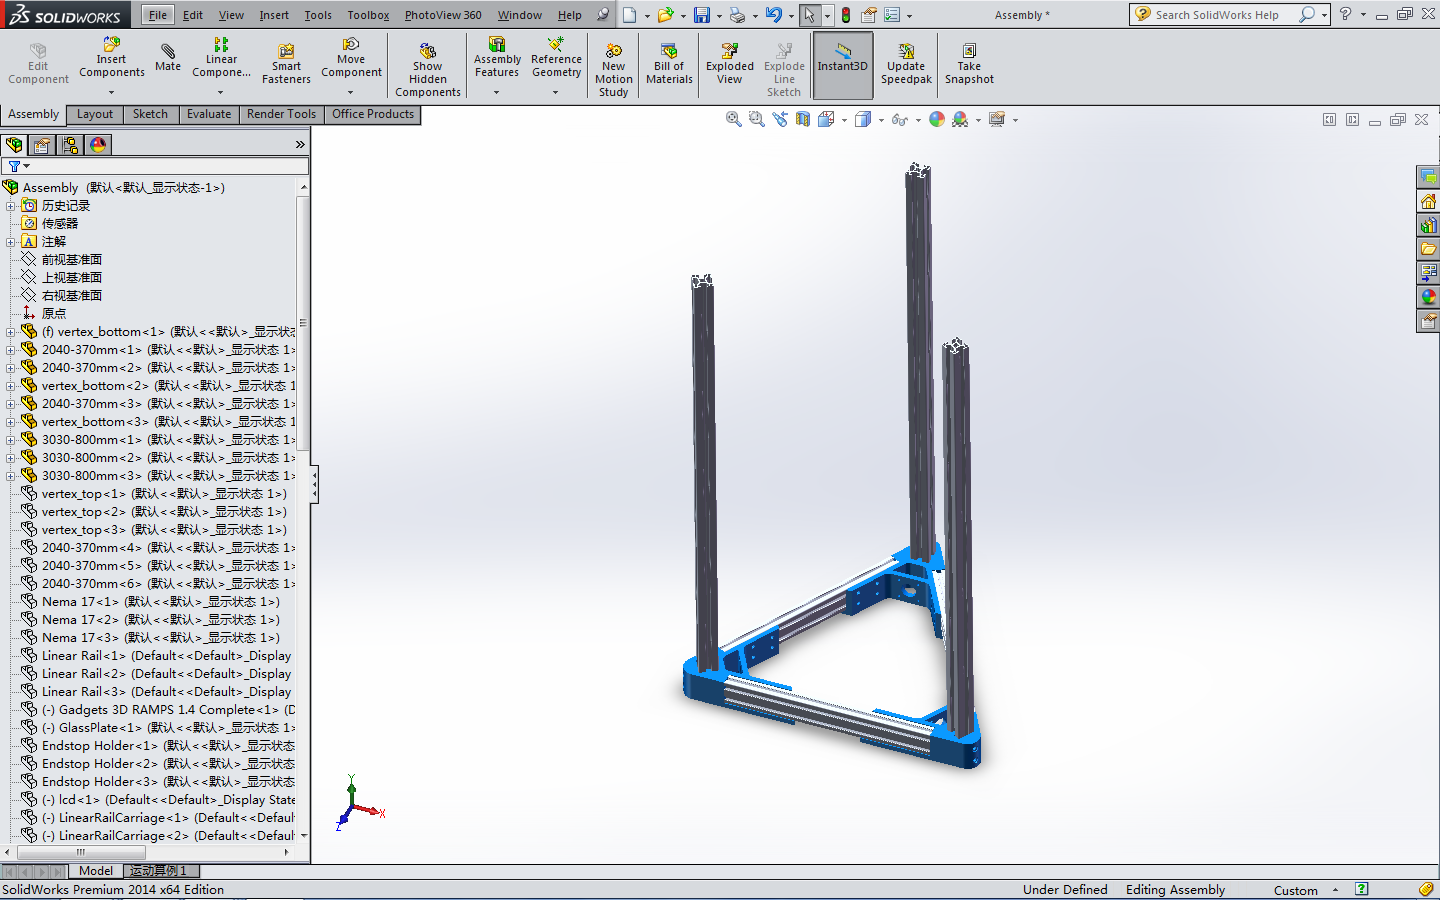 SOLIDWORKS File Edit View Insert Tools Toolbox PhotoView 360 Window Help Assembly * Search SolidWorks Help
Edit Component
Insert Components
Mate
Linear Compone...
Smart Fasteners
Move Component
Show Hidden Components
Assembly Features
Reference Geometry
New Motion Study
Bill of Materials
Exploded View
Explode Line Sketch
Instant3D
Update Speedpak
Take Snapshot
Assembly Layout Sketch Evaluate Render Tools Office Products
Assembly (默认<默认_显示状态-1>)
历史记录
传感器
A 注解
前视基准面
上视基准面
右视基准面
原点
(f) vertex_bottom<1> (默认<<默认>_显示状态
2040-370mm<1> (默认<<默认>_显示状态 1>
2040-370mm<2> (默认<<默认>_显示状态 1>
vertex_bottom<2> (默认<<默认>_显示状态 1
2040-370mm<3> (默认<<默认>_显示状态 1>
vertex_bottom<3> (默认<<默认>_显示状态 1
3030-800mm<1> (默认<<默认>_显示状态 1>
3030-800mm<2> (默认<<默认>_显示状态 1>
3030-800mm<3> (默认<<默认>_显示状态 1>
vertex_top<1> (默认<<默认>_显示状态 1>)
vertex_top<2> (默认<<默认>_显示状态 1>)
vertex_top<3> (默认<<默认>_显示状态 1>)
2040-370mm<4> (默认<<默认>_显示状态 1>
2040-370mm<5> (默认<<默认>_显示状态 1>
2040-370mm<6> (默认<<默认>_显示状态 1>
Nema 17<1> (默认<<默认>_显示状态 1>)
Nema 17<2> (默认<<默认>_显示状态 1>)
Nema 17<3> (默认<<默认>_显示状态 1>)
Linear Rail<1> (Default<<Default>_Display
Linear Rail<2> (Default<<Default>_Display
Linear Rail<3> (Default<<Default>_Display
(-) Gadgets 3D RAMPS 1.4 Complete<1> (D
(-) GlassPlate<1> (默认<<默认>_显示状态
Endstop Holder<1> (默认<<默认>_显示状态
Endstop Holder<2> (默认<<默认>_显示状态
Endstop Holder<3> (默认<<默认>_显示状态
(-) lcd<1> (Default<<Default>_Display State
(-) LinearRailCarriage<1> (Default<<Defaul
(-) LinearRailCarriage<2> (Default<<Defaul
Y
X
Z
Model 运动算例1
SolidWorks Premium 2014 x64 Edition Under Defined Editing Assembly Custom